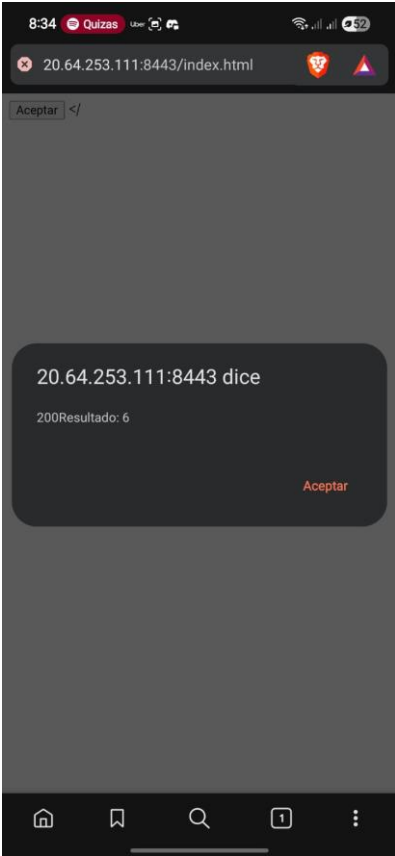 8:34 Quizas Uber 52
20.64.253.111:8443/index.html
Aceptar </
20.64.253.111:8443 dice
200Resultado: 6
Aceptar
1